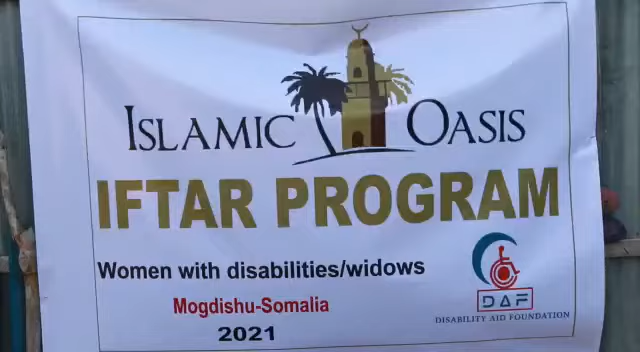 ISLAMIC OASIS
IFTAR PROGRAM
Women with disabilities/widows
Mogdishu-Somalia
2021
DAF
DISABILITY AID FOUNDATION